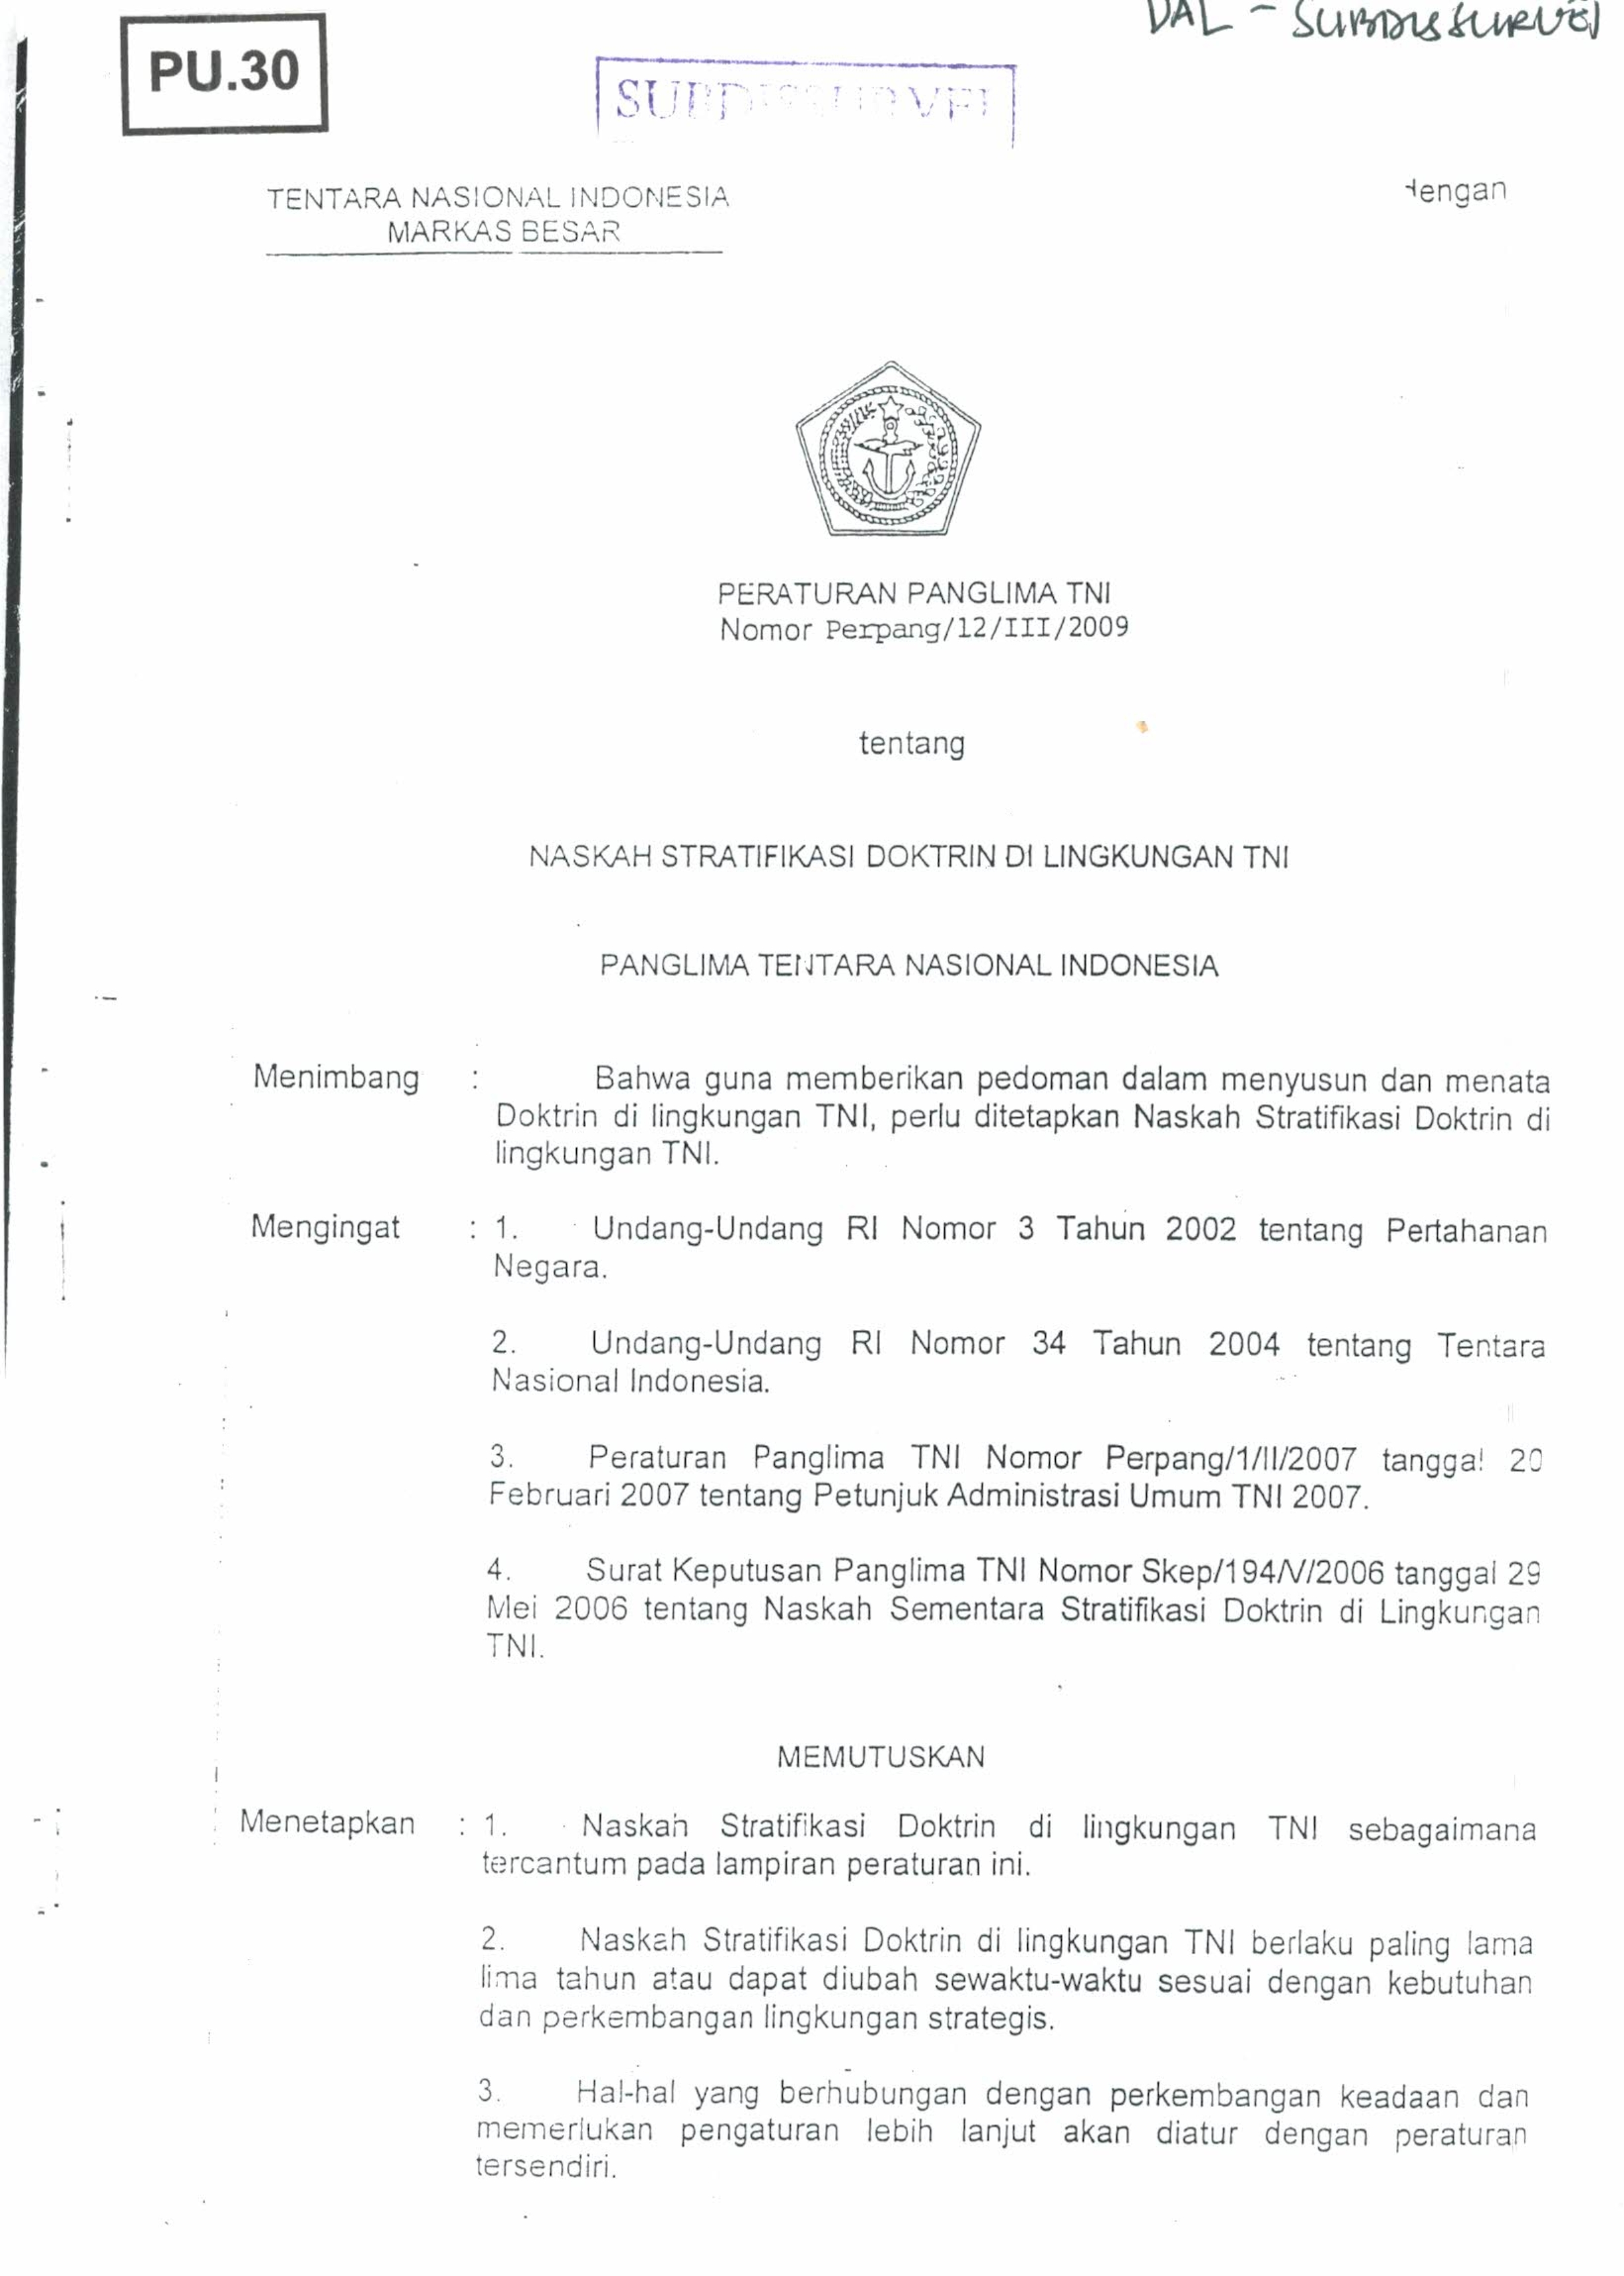 DAL - SUBDISSURVEI
PU.30
SUBDISSURVEI
TENTARA NASIONAL INDONESIA
MARKAS BESAR
dengan
PERATURAN PANGLIMA TNI
Nomor Perpang/12/III/2009
tentang
NASKAH STRATIFIKASI DOKTRIN DI LINGKUNGAN TNI
PANGLIMA TENTARA NASIONAL INDONESIA
Menimbang : Bahwa guna memberikan pedoman dalam menyusun dan menata
Doktrin di lingkungan TNI, perlu ditetapkan Naskah Stratifikasi Doktrin di
lingkungan TNI.
Mengingat : 1. Undang-Undang RI Nomor 3 Tahun 2002 tentang Pertahanan
Negara.
2. Undang-Undang RI Nomor 34 Tahun 2004 tentang Tentara
Nasional Indonesia.
3. Peraturan Panglima TNI Nomor Perpang/1/II/2007 tanggal 20
Februari 2007 tentang Petunjuk Administrasi Umum TNI 2007.
4. Surat Keputusan Panglima TNI Nomor Skep/194/V/2006 tanggal 29
Mei 2006 tentang Naskah Sementara Stratifikasi Doktrin di Lingkungan
TNI.
MEMUTUSKAN
Menetapkan : 1. Naskah Stratifikasi Doktrin di lingkungan TNI sebagaimana
tercantum pada lampiran peraturan ini.
2. Naskah Stratifikasi Doktrin di lingkungan TNI berlaku paling lama
lima tahun atau dapat diubah sewaktu-waktu sesuai dengan kebutuhan
dan perkembangan lingkungan strategis.
3. Hal-hal yang berhubungan dengan perkembangan keadaan dan
memerlukan pengaturan lebih lanjut akan diatur dengan peraturan
tersendiri.